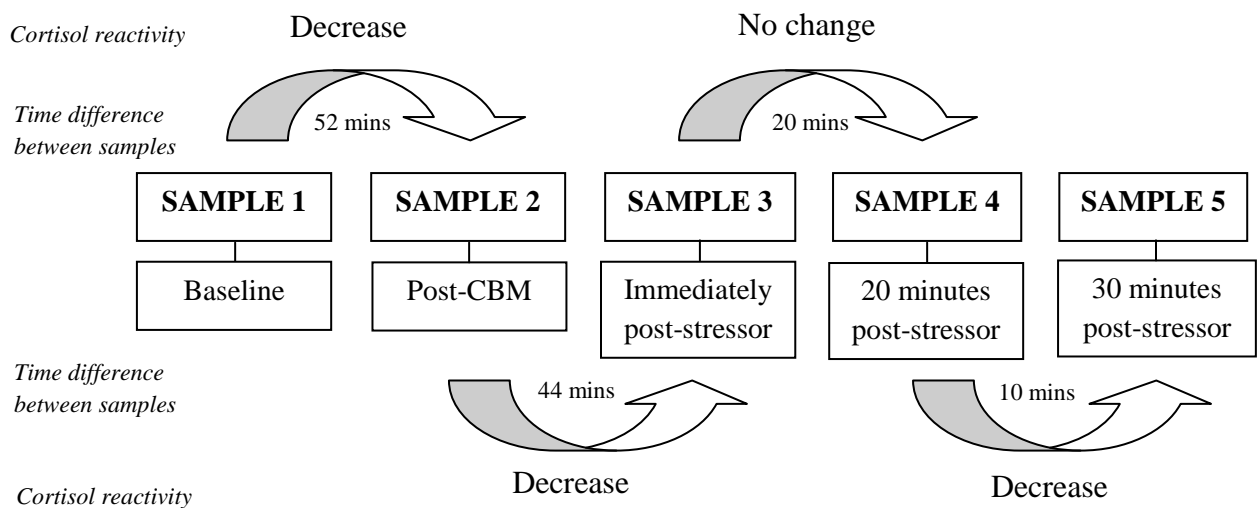 Cortisol reactivity
Decrease
No change
Time difference
between samples
52 mins
20 mins
SAMPLE 1
SAMPLE 2
SAMPLE 3
SAMPLE 4
SAMPLE 5
Baseline
Post-CBM
Immediately
post-stressor
20 minutes
post-stressor
30 minutes
post-stressor
Time difference
between samples
44 mins
10 mins
Decrease
Decrease
Cortisol reactivity